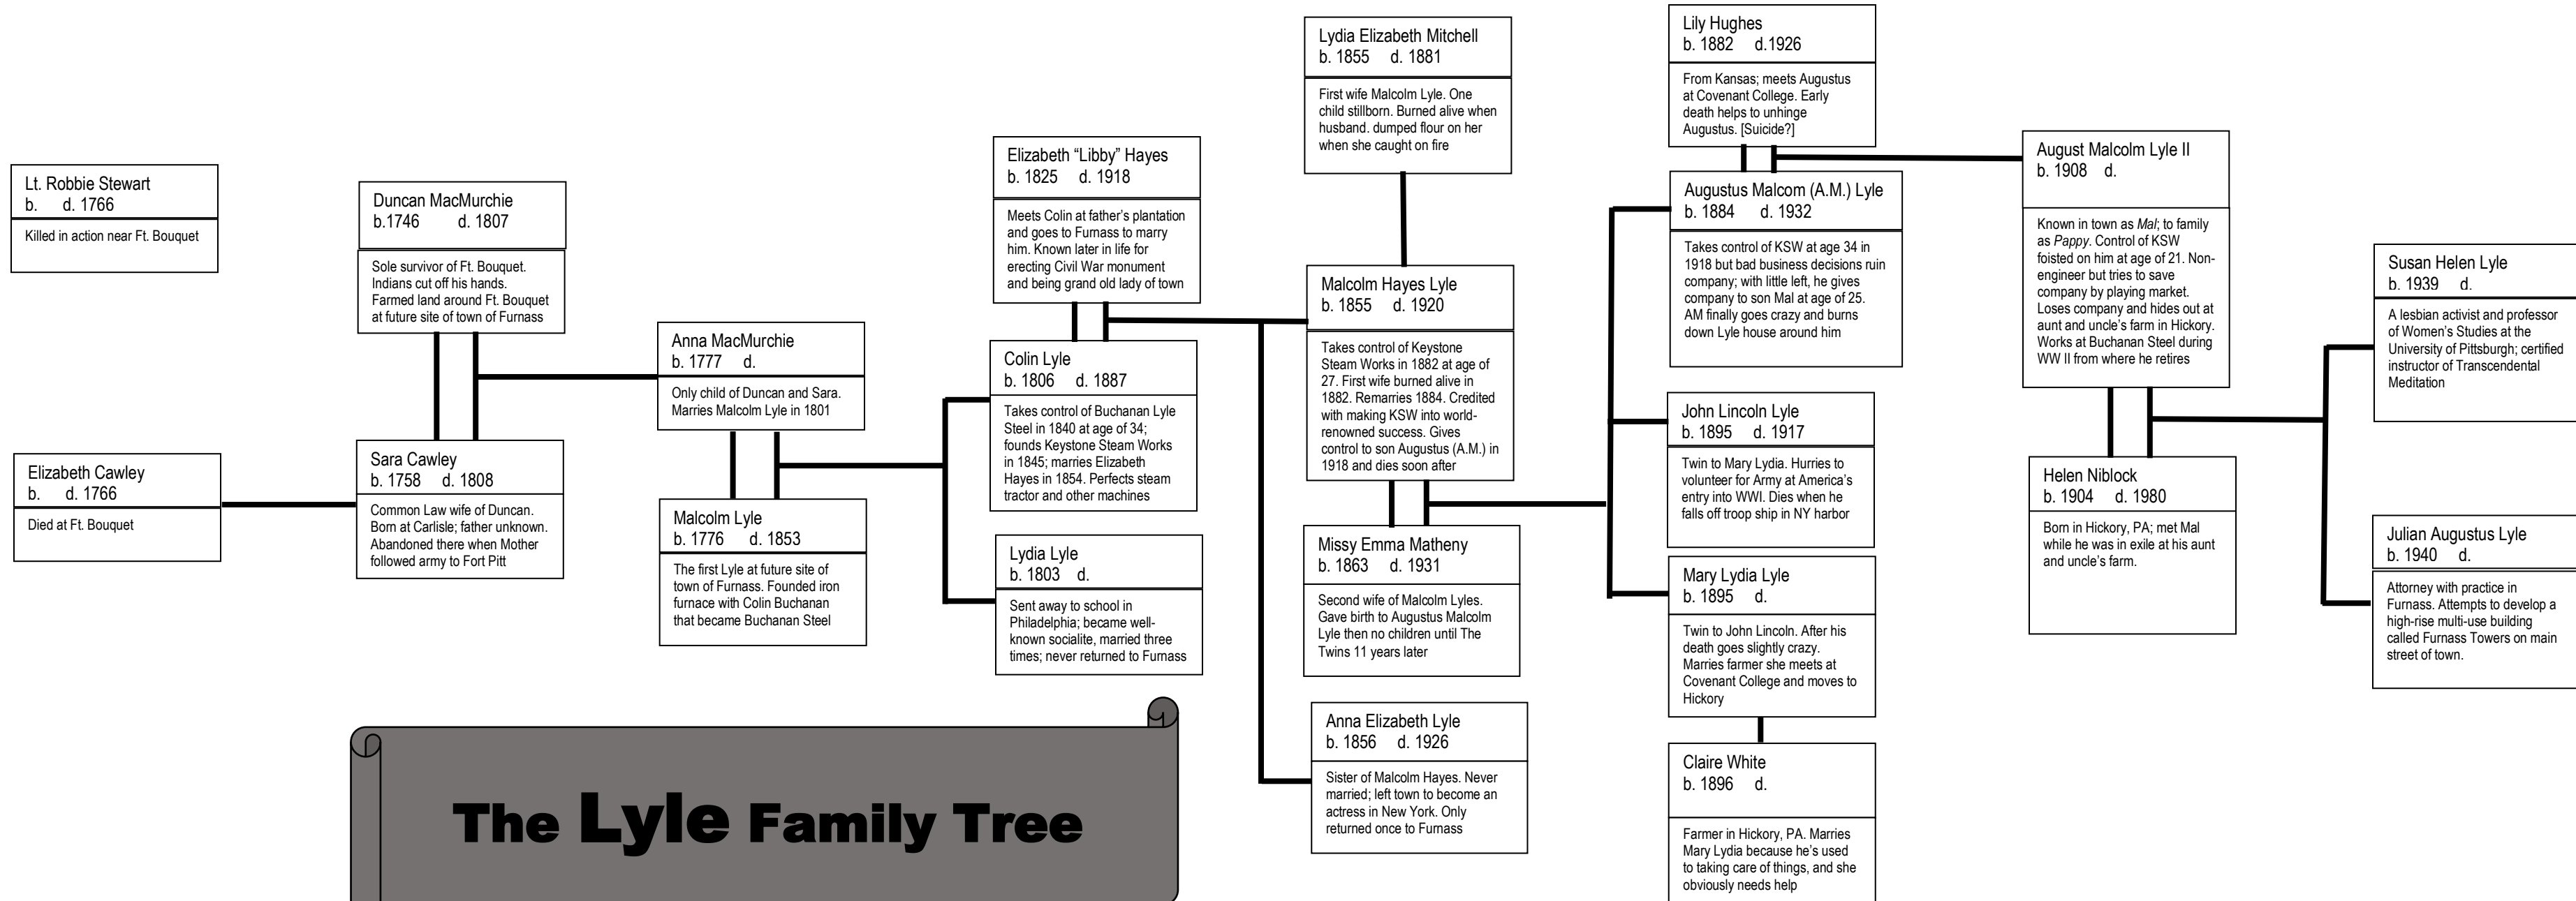 Lt. Robbie Stewart
b. d. 1766
Killed in action near Ft. Bouquet
Elizabeth Cawley
b. d. 1766
Died at Ft. Bouquet
Duncan MacMurchie
b.1746 d. 1807
Sole survivor of Ft. Bouquet.
Indians cut off his hands.
Farmed land around Ft. Bouquet
at future site of town of Furnass
Sara Cawley
b. 1758 d. 1808
Common Law wife of Duncan.
Born at Carlisle; father unknown.
Abandoned there when Mother
followed army to Fort Pitt
Anna MacMurchie
b. 1777 d.
Only child of Duncan and Sara.
Marries Malcolm Lyle in 1801
Malcolm Lyle
b. 1776 d. 1853
The first Lyle at future site of
town of Furnass. Founded iron
furnace with Colin Buchanan
that became Buchanan Steel
Elizabeth “Libby” Hayes
b. 1825 d. 1918
Meets Colin at father’s plantation
and goes to Furnass to marry
him. Known later in life for
erecting Civil War monument
and being grand old lady of town
Colin Lyle
b. 1806 d. 1887
Takes control of Buchanan Lyle
Steel in 1840 at age of 34;
founds Keystone Steam Works
in 1845; marries Elizabeth
Hayes in 1854. Perfects steam
tractor and other machines
Lydia Lyle
b. 1803 d.
Sent away to school in
Philadelphia; became well-
known socialite, married three
times; never returned to Furnass
Lydia Elizabeth Mitchell
b. 1855 d. 1881
First wife Malcolm Lyle. One
child stillborn. Burned alive when
husband. dumped flour on her
when she caught on fire
Malcolm Hayes Lyle
b. 1855 d. 1920
Takes control of Keystone
Steam Works in 1882 at age of
27. First wife burned alive in
1882. Remarries 1884. Credited
with making KSW into world-
renowned success. Gives
control to son Augustus (A.M.) in
1918 and dies soon after
Missy Emma Matheny
b. 1863 d. 1931
Second wife of Malcolm Lyles.
Gave birth to Augustus Malcolm
Lyle then no children until The
Twins 11 years later
Anna Elizabeth Lyle
b. 1856 d. 1926
Sister of Malcolm Hayes. Never
married; left town to become an
actress in New York. Only
returned once to Furnass
Lily Hughes
b. 1882 d.1926
From Kansas; meets Augustus
at Covenant College. Early
death helps to unhinge
Augustus. [Suicide?]
Augustus Malcom (A.M.) Lyle
b. 1884 d. 1932
Takes control of KSW at age 34 in
1918 but bad business decisions ruin
company; with little left, he gives
company to son Mal at age of 25.
AM finally goes crazy and burns
down Lyle house around him
John Lincoln Lyle
b. 1895 d. 1917
Twin to Mary Lydia. Hurries to
volunteer for Army at America’s
entry into WWI. Dies when he
falls off troop ship in NY harbor
Mary Lydia Lyle
b. 1895 d.
Twin to John Lincoln. After his
death goes slightly crazy.
Marries farmer she meets at
Covenant College and moves to
Hickory
Claire White
b. 1896 d.
Farmer in Hickory, PA. Marries
Mary Lydia because he’s used
to taking care of things, and she
obviously needs help
August Malcolm Lyle II
b. 1908 d.
Known in town as Mal; to family
as Pappy. Control of KSW
foisted on him at age of 21. Non-
engineer but tries to save
company by playing market.
Loses company and hides out at
aunt and uncle’s farm in Hickory.
Works at Buchanan Steel during
WW II from where he retires
Helen Niblock
b. 1904 d. 1980
Born in Hickory, PA; met Mal
while he was in exile at his aunt
and uncle’s farm.
Susan Helen Lyle
b. 1939 d.
A lesbian activist and professor
of Women’s Studies at the
University of Pittsburgh; certified
instructor of Transcendental
Meditation
Julian Augustus Lyle
b. 1940 d.
Attorney with practice in
Furnass. Attempts to develop a
high-rise multi-use building
called Furnass Towers on main
street of town.
The Lyle Family Tree